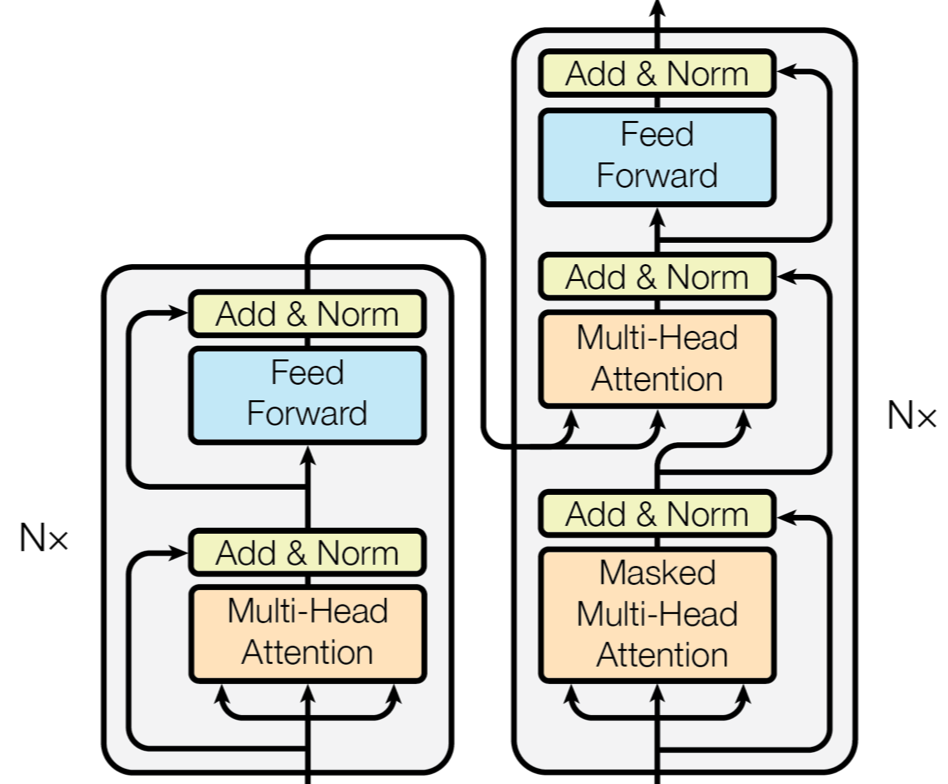 Add & Norm
Feed
Forward
Add & Norm
Multi-Head
Attention
Nx
Add & Norm
Feed
Forward
Add & Norm
Multi-Head
Attention
Add & Norm
Masked
Multi-Head
Attention
N×